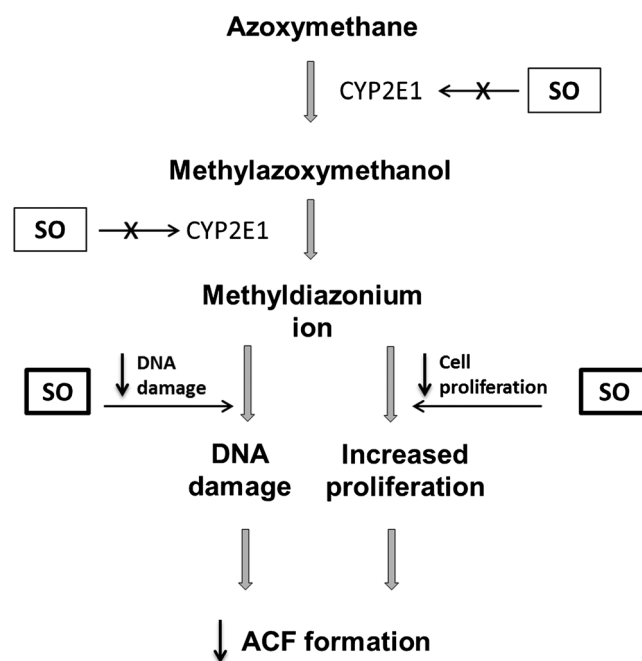 Azoxymethane
CYP2E1 X SO
Methylazoxymethanol
SO X CYP2E1
Methyldiazonium
ion
DNA
damage
SO
Cell
proliferation
SO
DNA
damage
Increased
proliferation
ACF formation